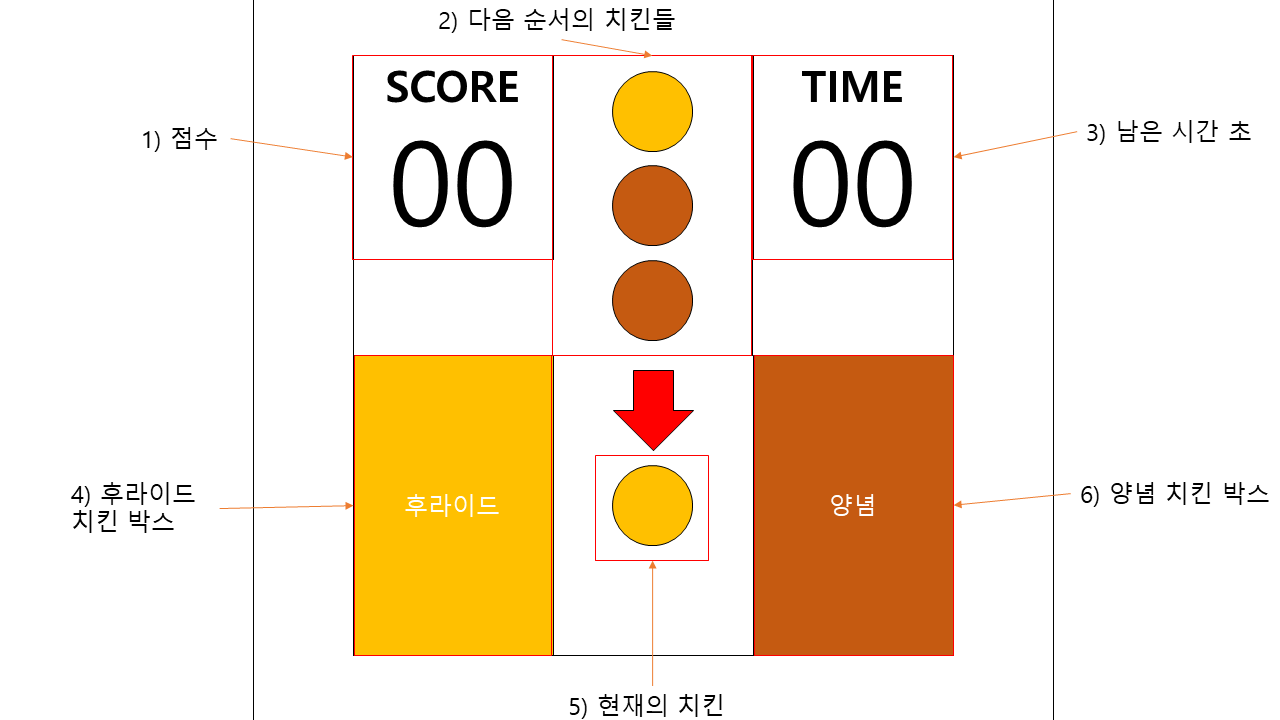 2) 다음 순서의 치킨들
SCORE
TIME
1) 점수
3) 남은 시간 초
00
00
4) 후라이드
치킨 박스
후라이드
양념
6) 양념 치킨 박스
5) 현재의 치킨